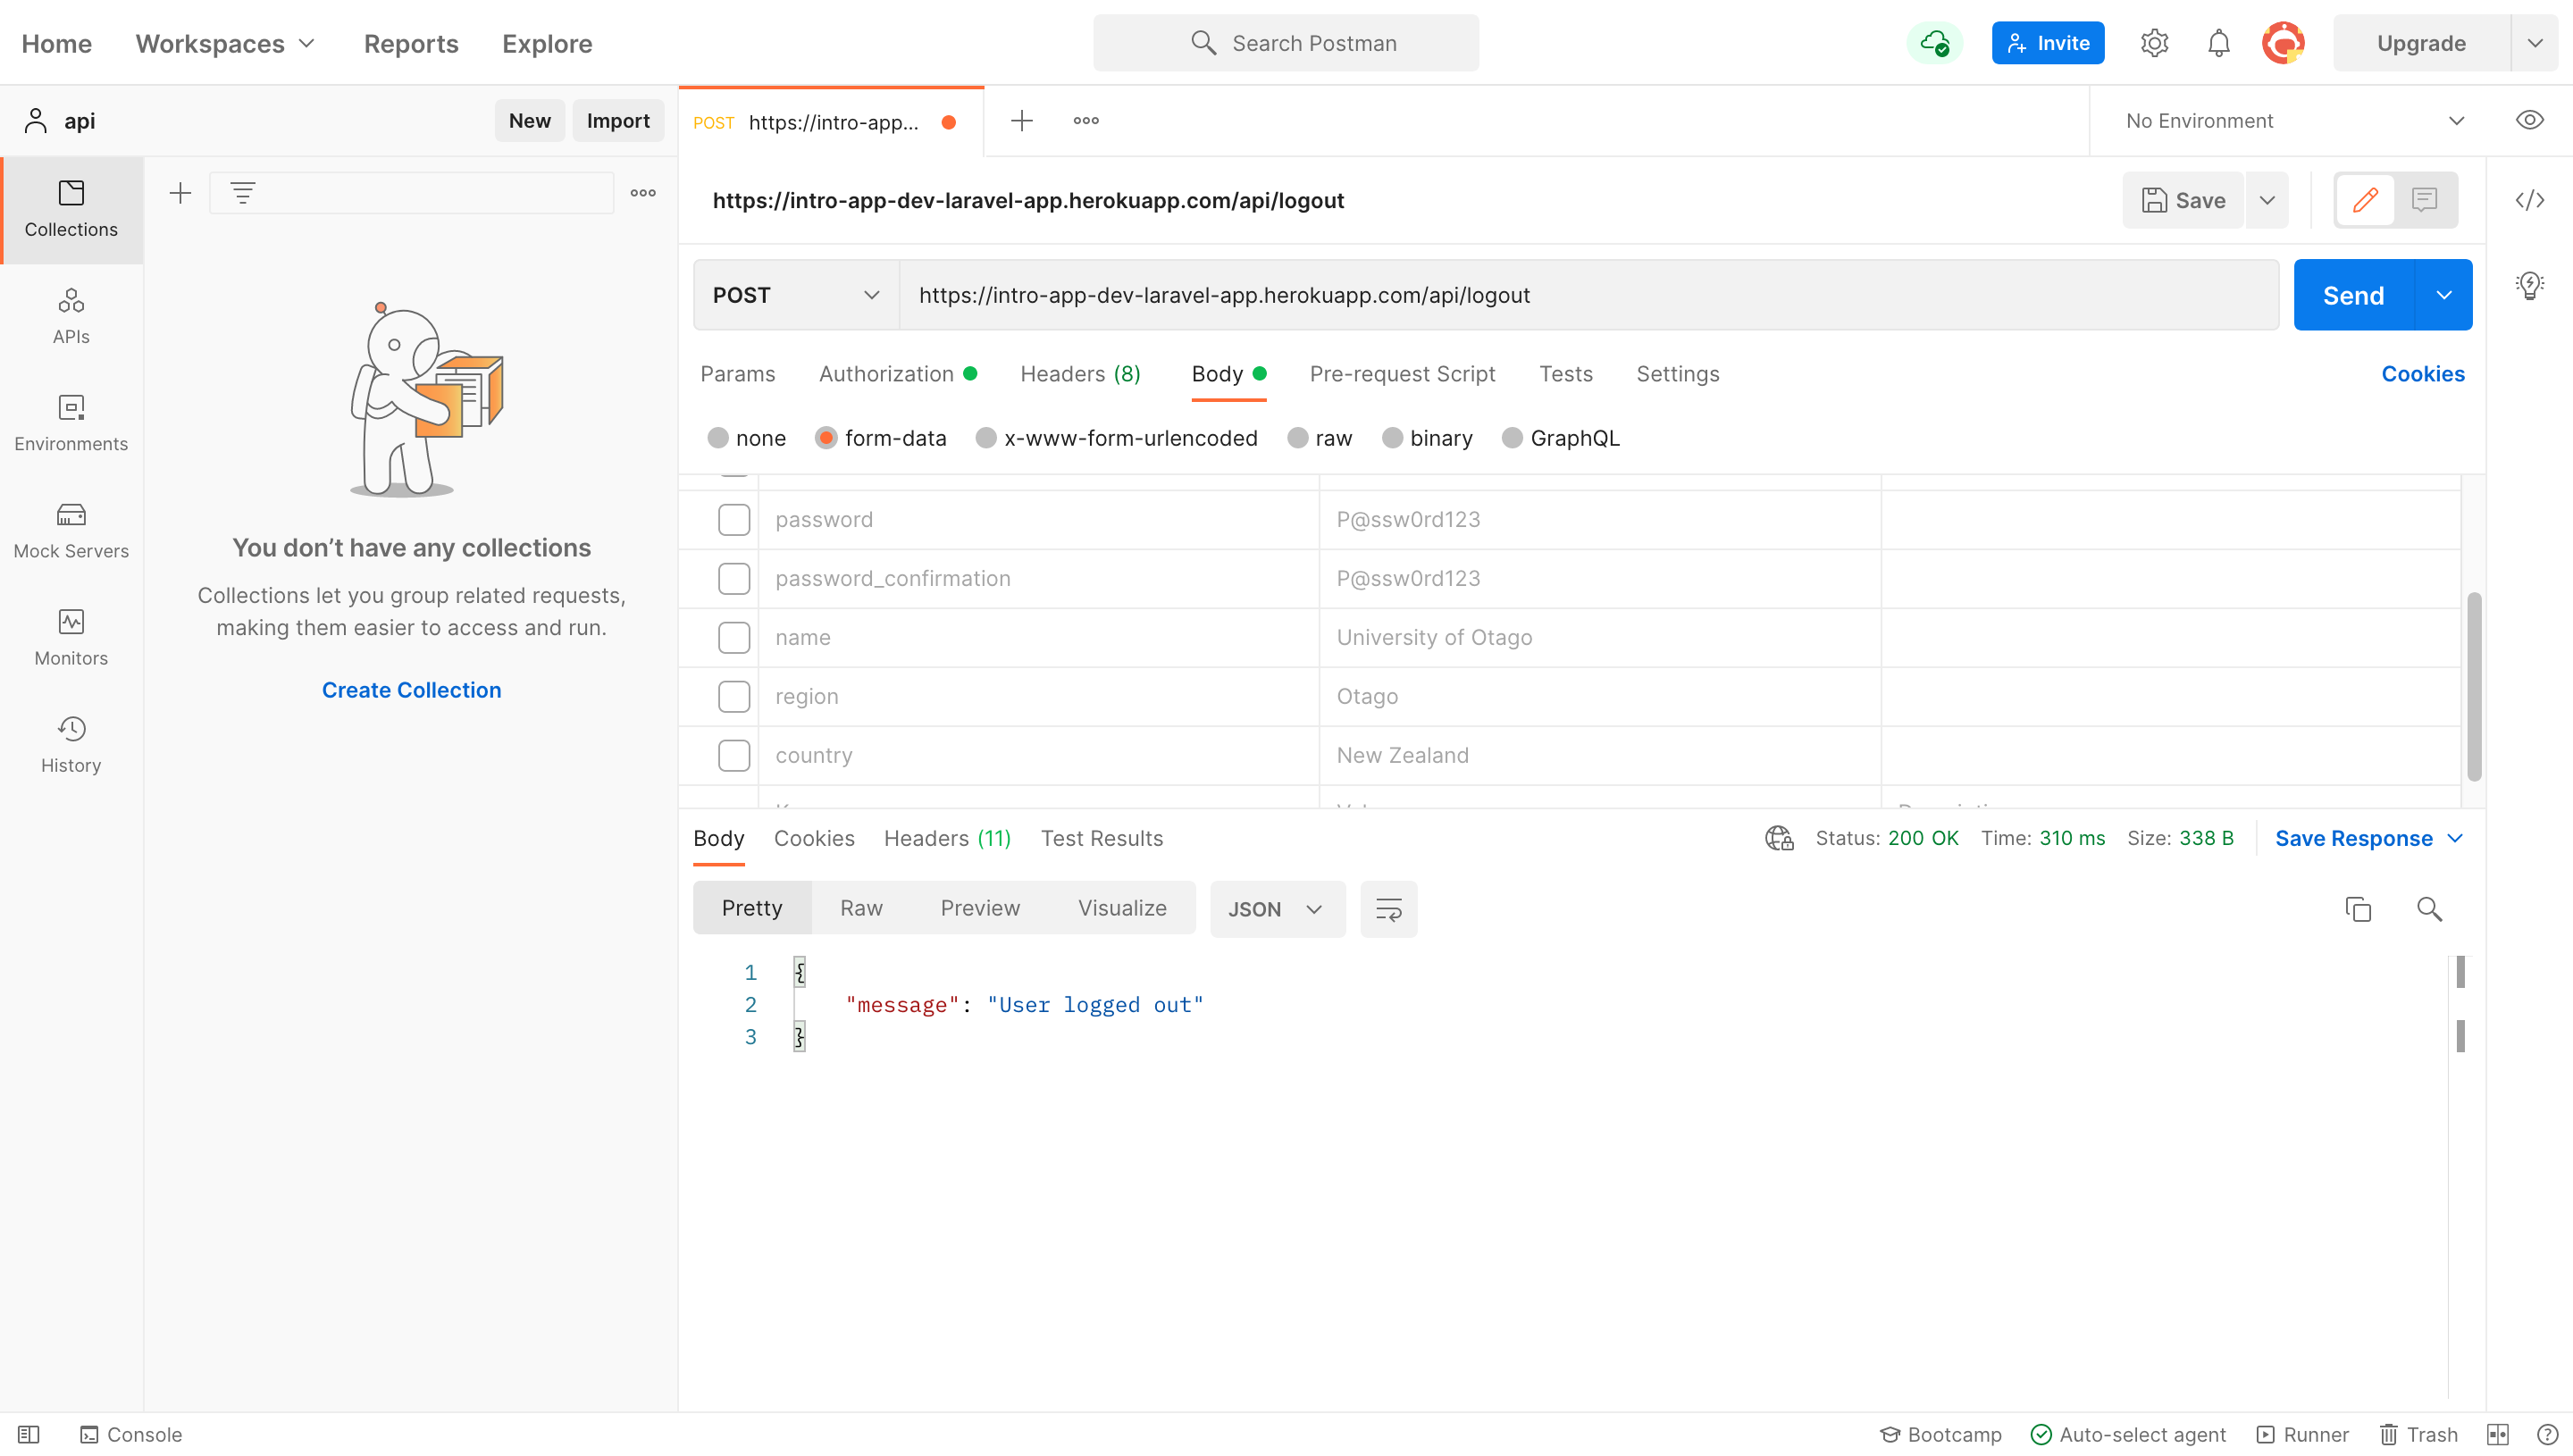 Home Workspaces Reports Explore Search Postman Invite Upgrade
api New Import POST https://intro-app... No Environment
https://intro-app-dev-laravel-app.herokuapp.com/api/logout Save
Collections
POST https://intro-app-dev-laravel-app.herokuapp.com/api/logout Send
APIs
Params Authorization Headers (8) Body Pre-request Script Tests Settings Cookies
Environments
none form-data x-www-form-urlencoded raw binary GraphQL
Mock Servers
password P@ssw0rd123
You don’t have any collections
password_confirmation P@ssw0rd123
Collections let you group related requests,
making them easier to access and run.
name University of Otago
Monitors
region Otago
Create Collection
country New Zealand
History
Body Cookies Headers (11) Test Results Status: 200 OK Time: 310 ms Size: 338 B Save Response
Pretty Raw Preview Visualize JSON
1 {
2 "message": "User logged out"
3 }
Console Bootcamp Auto-select agent Runner Trash